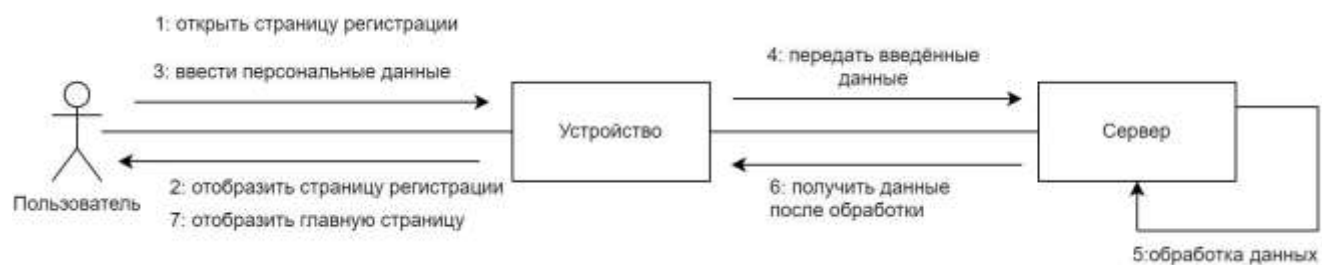 1: открыть страницу регистрации
3: ввести персональные данные
4: передать введённые
данные
Устройство
Сервер
Пользователь
2: отобразить страницу регистрации
7: отобразить главную страницу
6: получить данные
после обработки
5:обработка данных